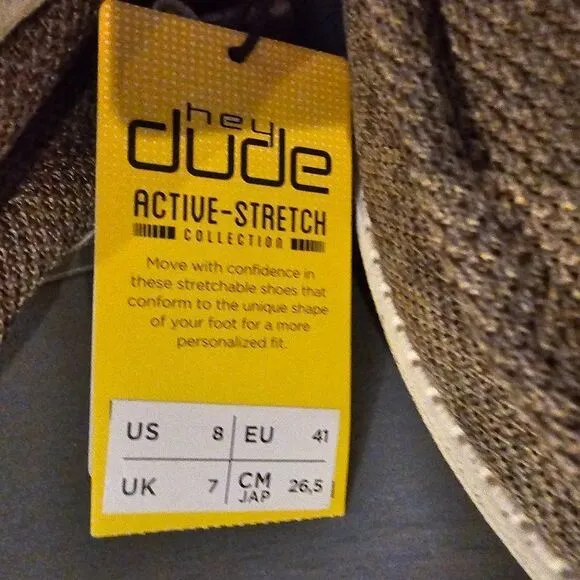 hey
dude
ACTIVE-STRETCH
COLLECTION
Move with confidence in
these stretchable shoes that
conform to the unique shape
of your foot for a more
personalized fit.
US 8 EU 41
UK 7 CM JAP 26,5